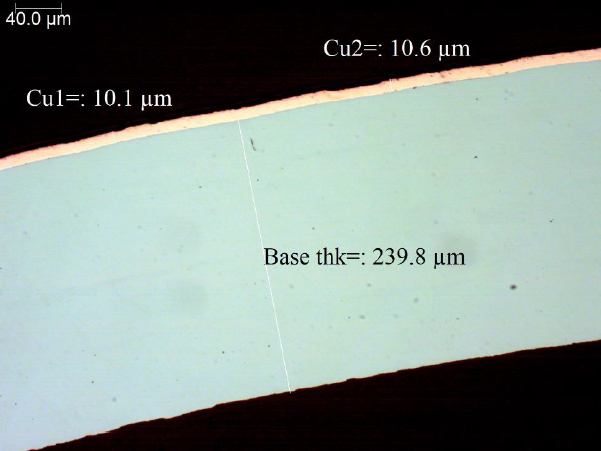 40.0 µm
Cu2=: 10.6 µm
Cu1=: 10.1 µm
Base thk=: 239.8 µm